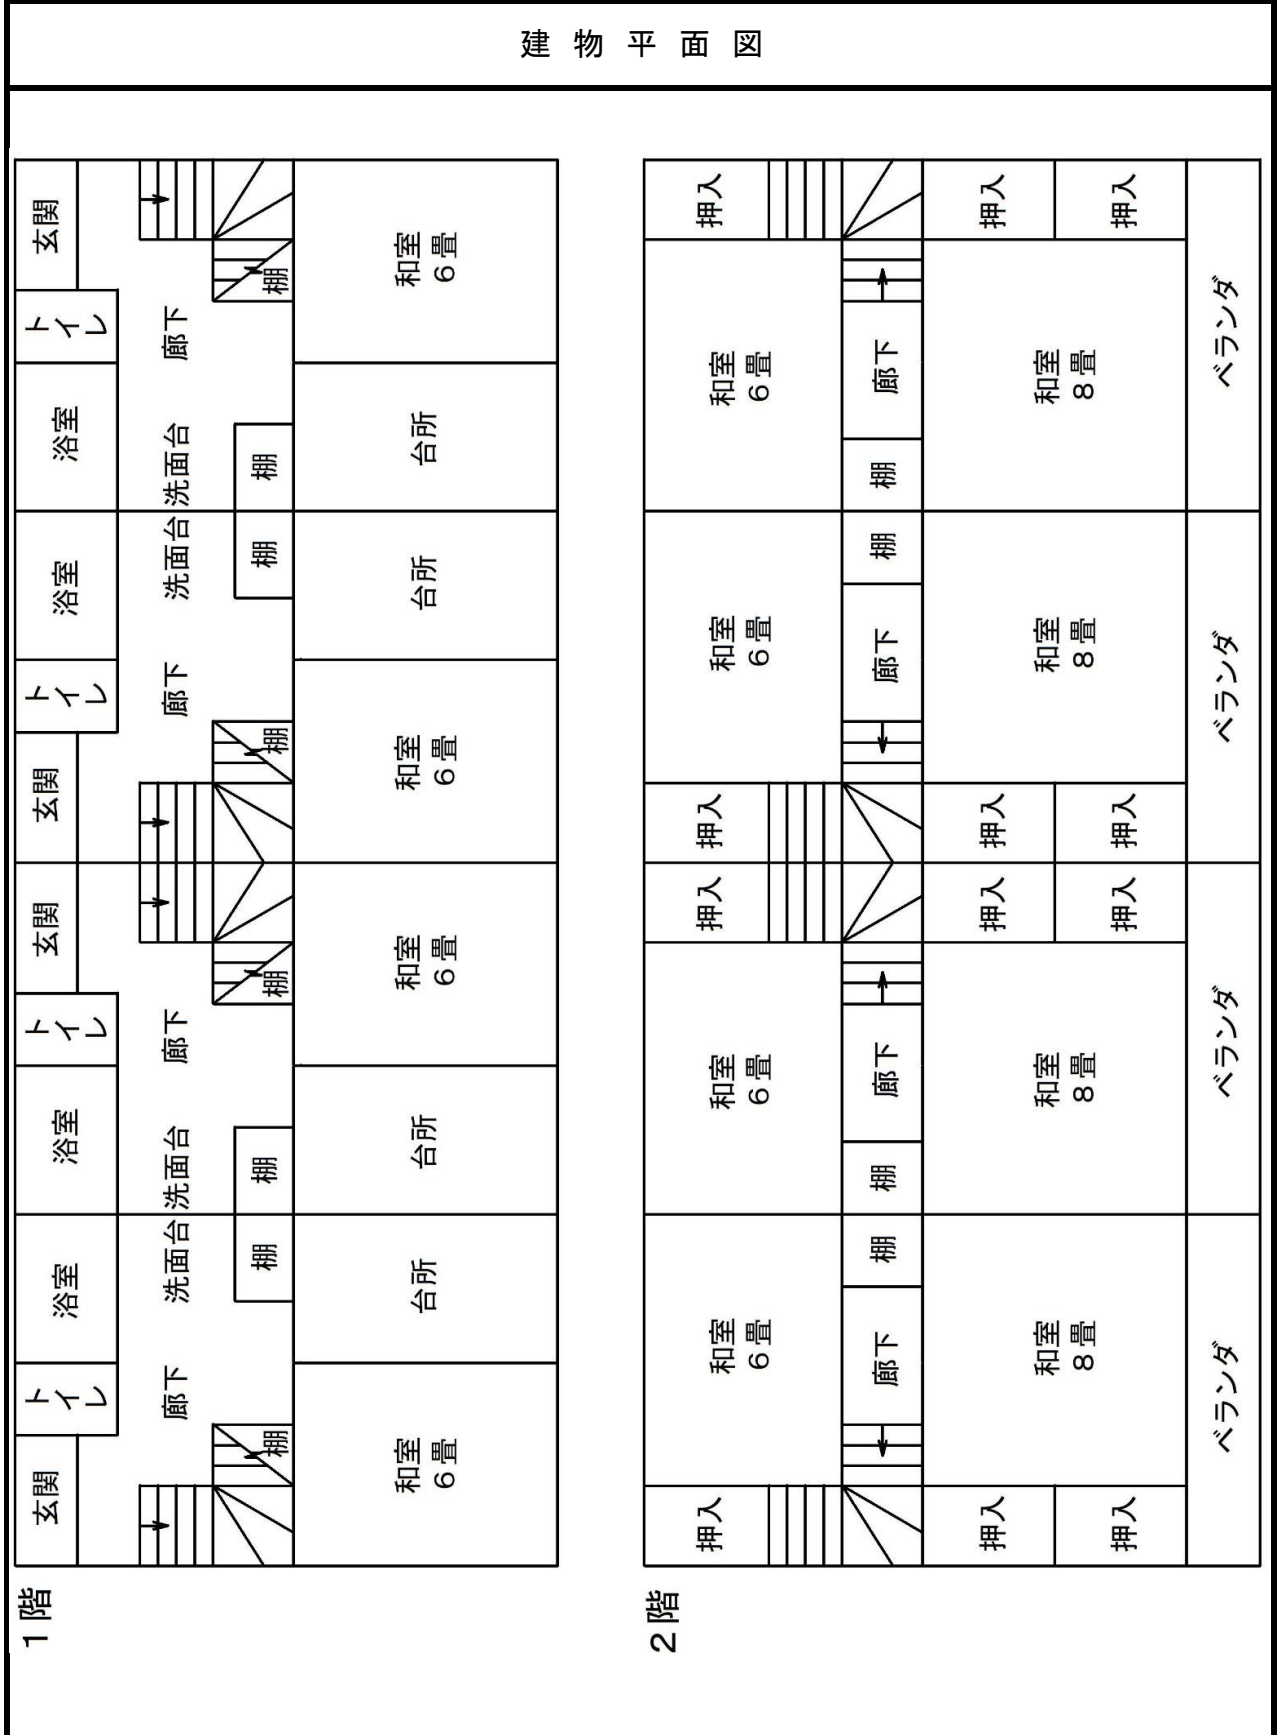 建物平面図
1階
玄関
トイレ
浴室
浴室
トイレ
玄関
玄関
トイレ
浴室
浴室
トイレ
玄関
廊下
洗面台
洗面台
廊下
廊下
洗面台
洗面台
廊下
棚
棚
棚
棚
棚
棚
棚
棚
和室
6畳
台所
台所
和室
6畳
和室
6畳
台所
台所
和室
6畳
2階
押入
和室
6畳
和室
6畳
押入
押入
和室
6畳
和室
6畳
押入
廊下
棚
棚
廊下
廊下
棚
棚
廊下
押入
和室
8畳
和室
8畳
押入
押入
和室
8畳
和室
8畳
押入
押入
押入
押入
押入
ベランダ
ベランダ
ベランダ
ベランダ